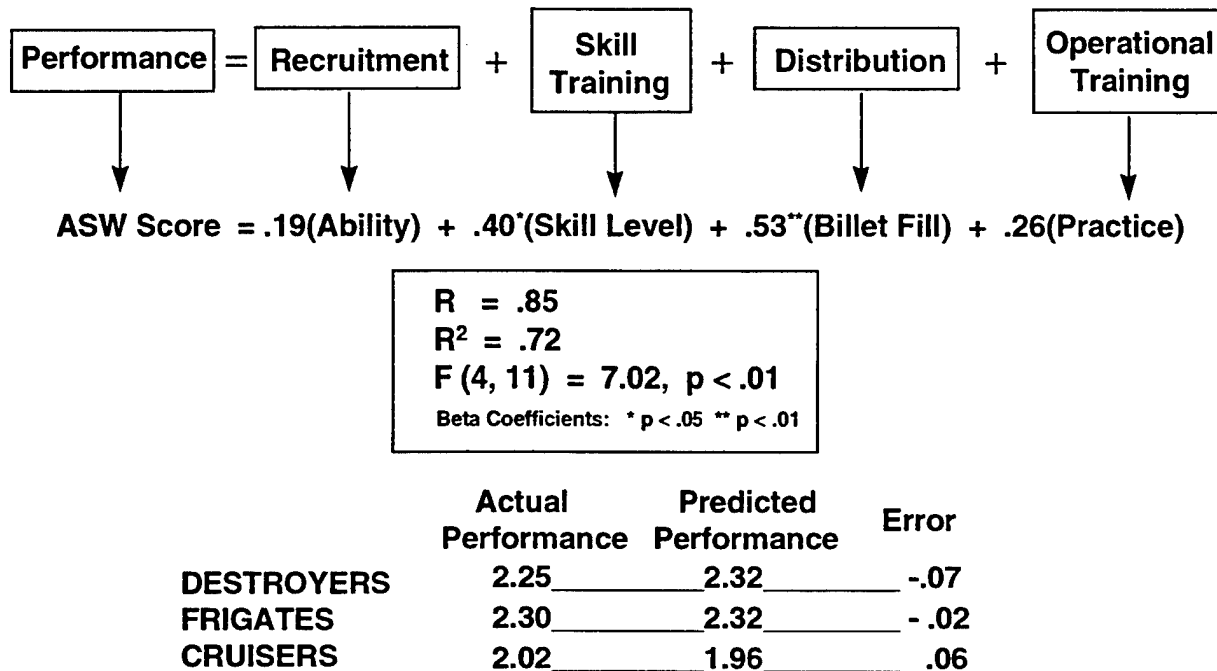 Performance = Recruitment + Skill Training + Distribution + Operational Training
ASW Score = .19(Ability) + .40*(Skill Level) + .53**(Billet Fill) + .26(Practice)
R = .85
R² = .72
F (4, 11) = 7.02, p < .01
Beta Coefficients: * p < .05 ** p < .01
Actual Performance Predicted Performance Error
DESTROYERS 2.25 2.32 -.07
FRIGATES 2.30 2.32 - .02
CRUISERS 2.02 1.96 .06